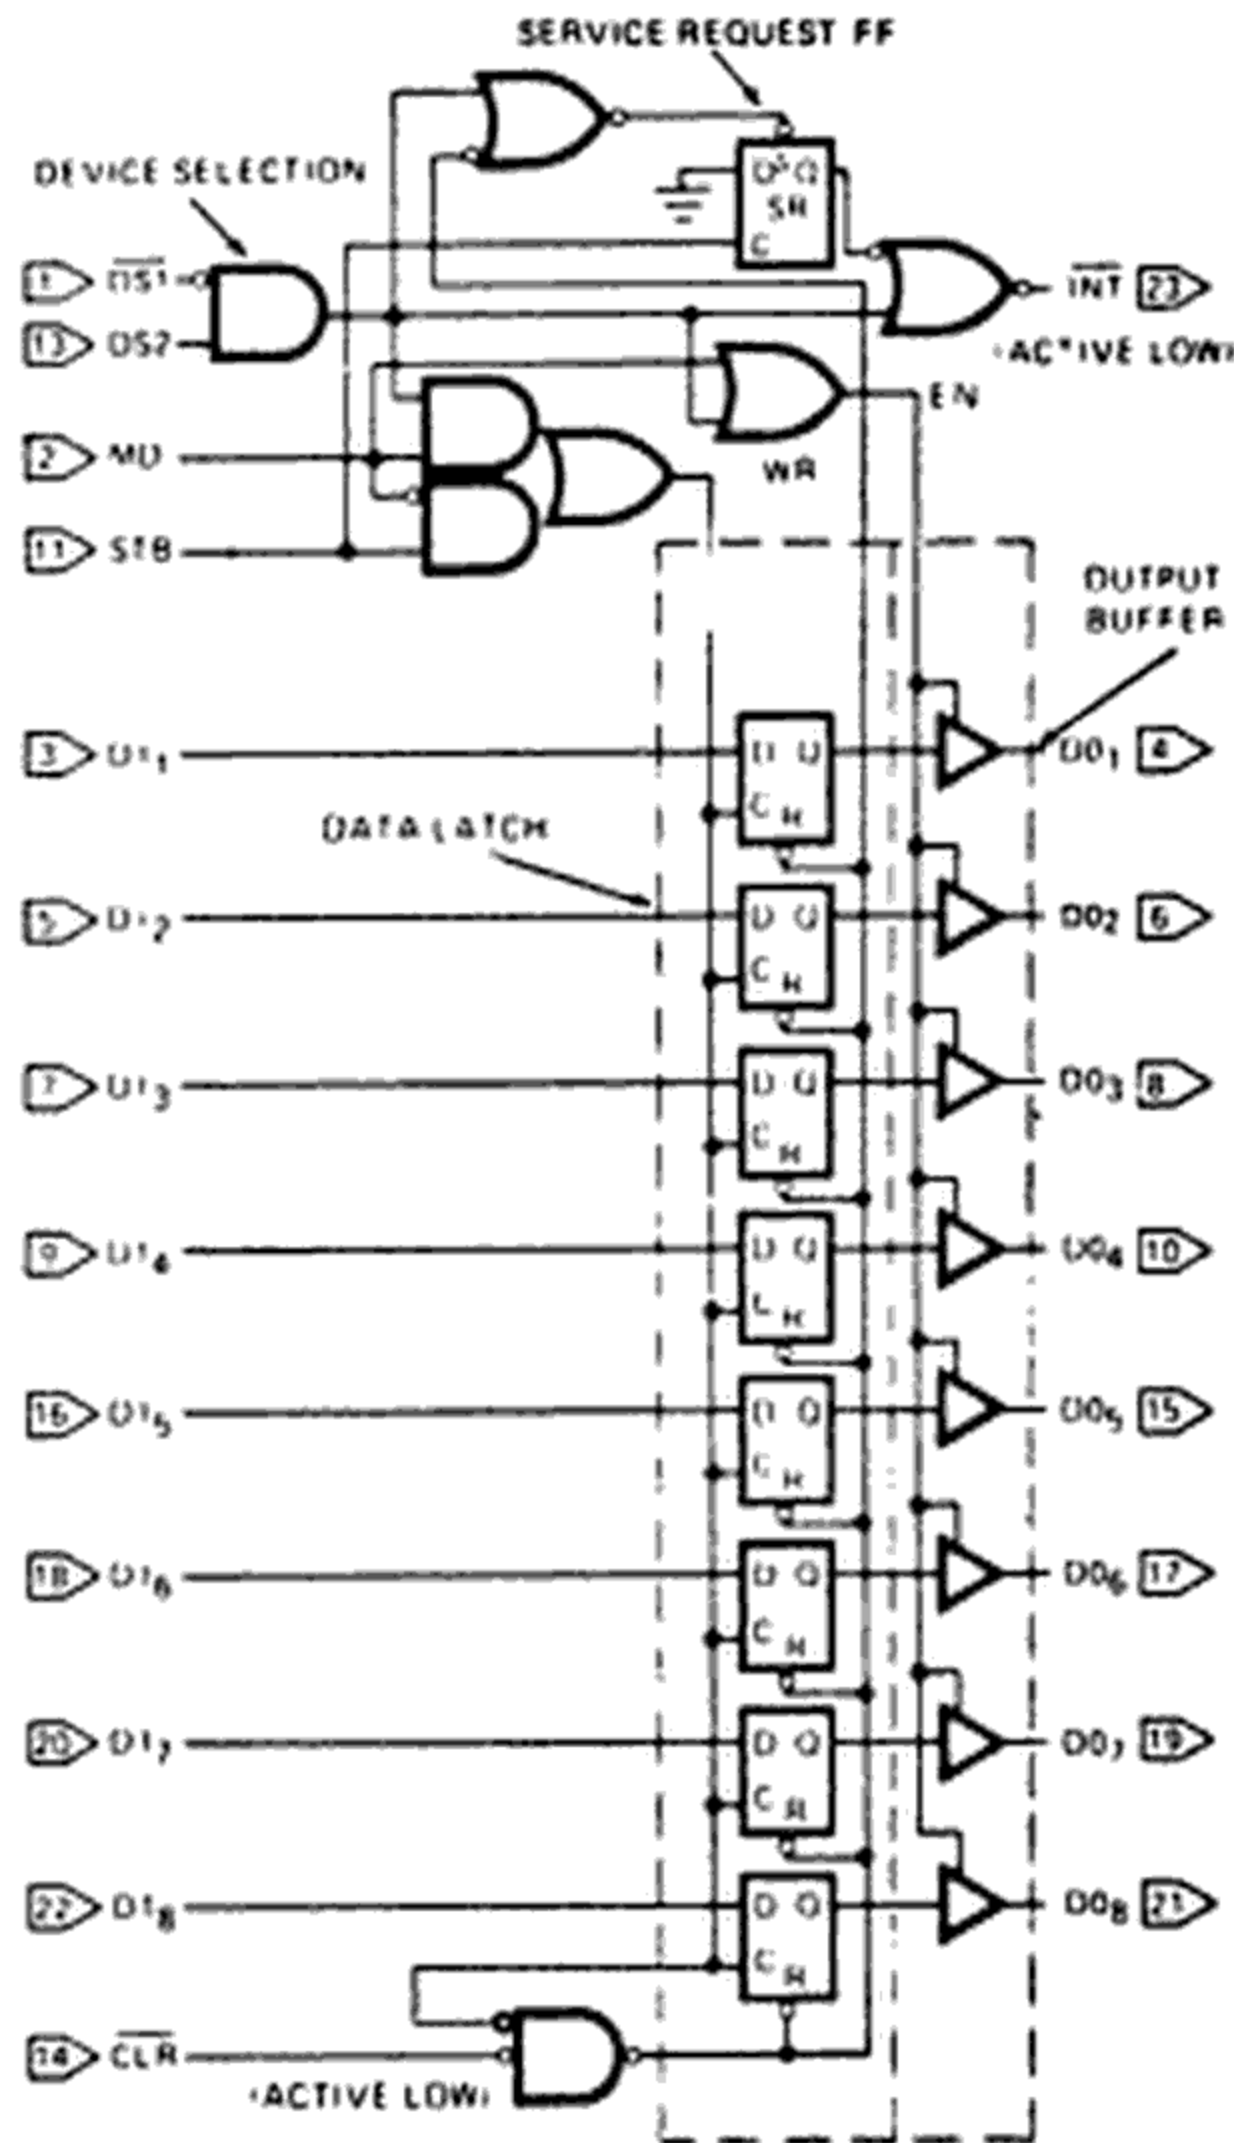 SERVICE REQUEST FF
DEVICE SELECTION
D S Q
SR
C
1 DS1
13 DS2
INT 23
(ACTIVE LOW)
EN
2 MD
WR
11 STB
OUTPUT
BUFFER
3 DI1 D Q DO1 4
C R
DATA LATCH
5 DI2 D Q DO2 6
C R
7 DI3 D Q DO3 8
C R
9 DI4 D Q DO4 10
C R
16 DI5 D Q DO5 15
C R
18 DI6 D Q DO6 17
C R
20 DI7 D Q DO7 19
C R
22 DI8 D Q DO8 21
C R
14 CLR
(ACTIVE LOW)